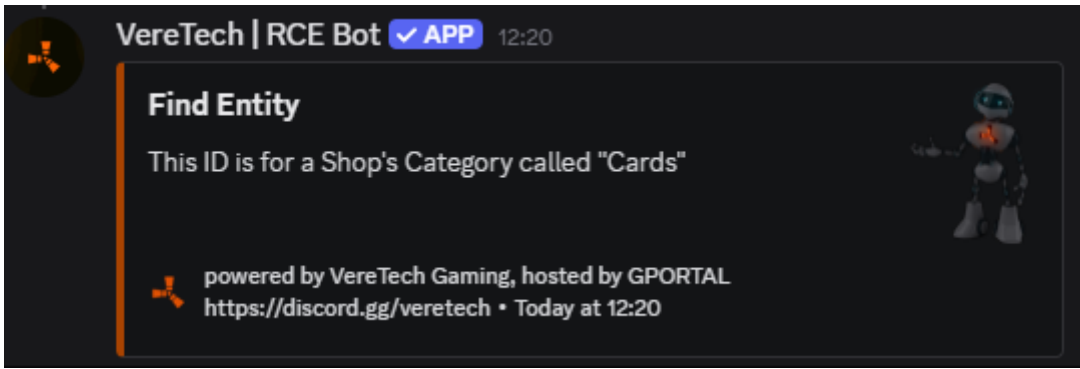 VereTech | RCE Bot ✓ APP 12:20
Find Entity
This ID is for a Shop's Category called "Cards"
powered by VereTech Gaming, hosted by GPORTAL
https://discord.gg/veretech • Today at 12:20